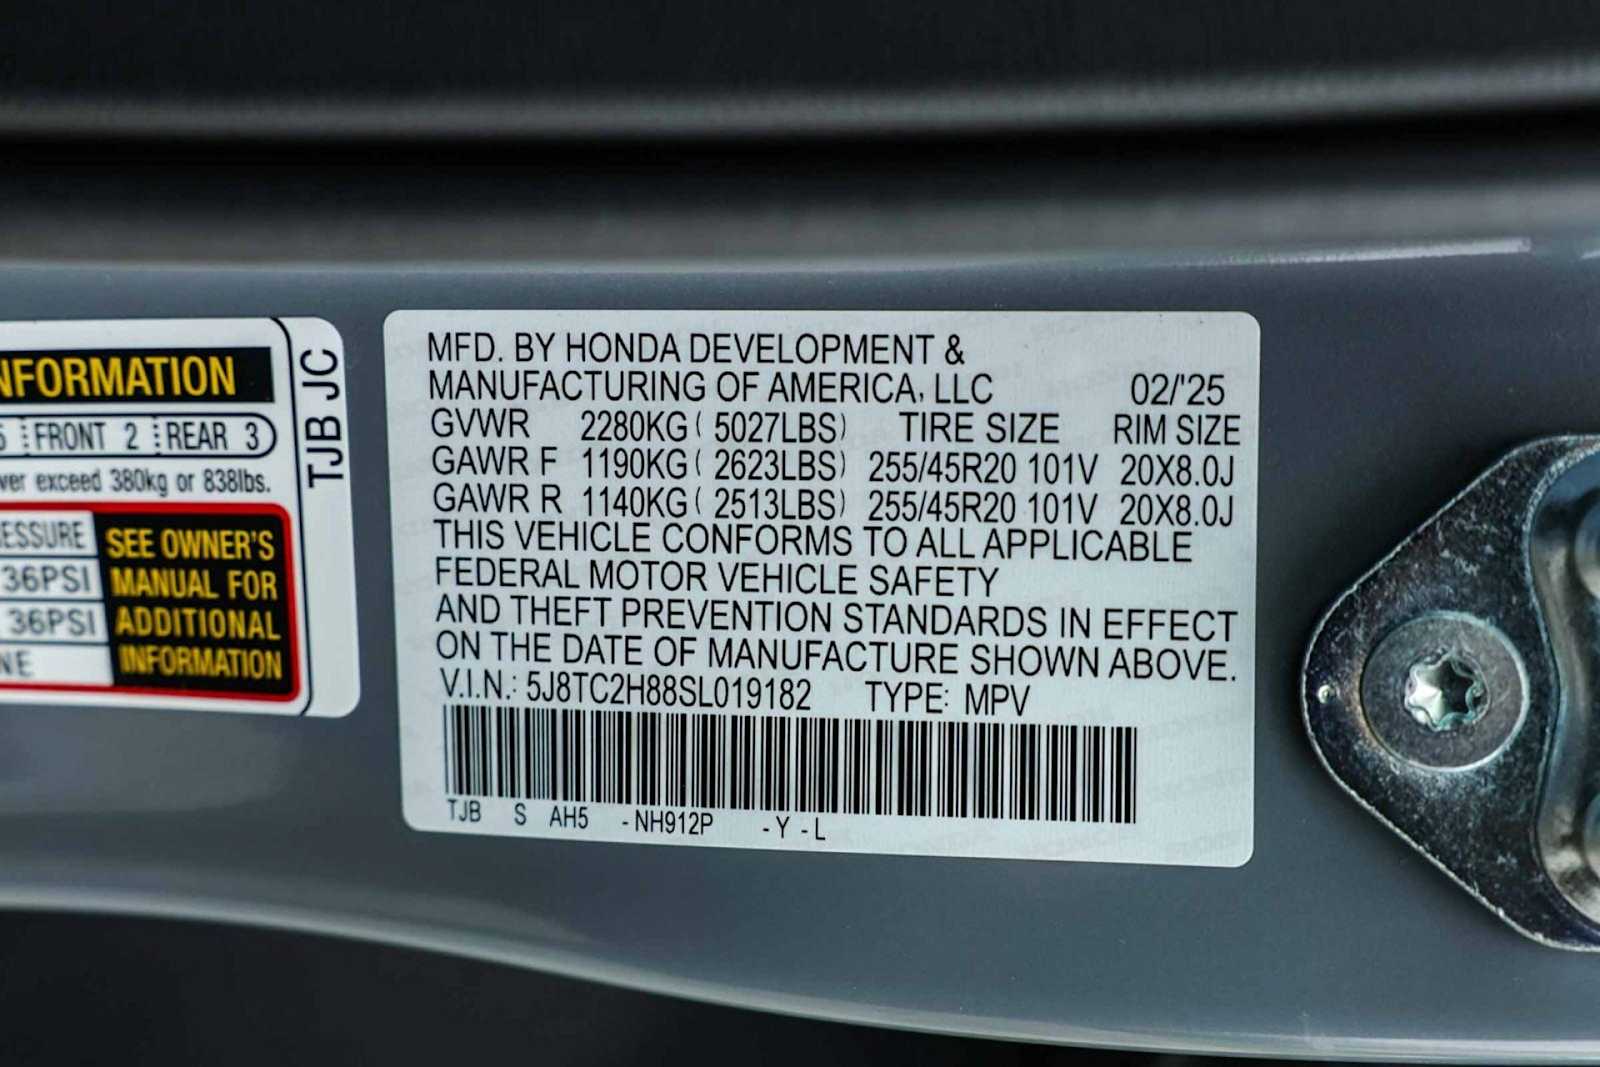 NFORMATION
FRONT 2 REAR 3
ver exceed 380kg or 838lbs.
ESSURE
36PSI
36PSI
NE
SEE OWNER'S
MANUAL FOR
ADDITIONAL
INFORMATION
TJB JC
MFD. BY HONDA DEVELOPMENT &
MANUFACTURING OF AMERICA, LLC 02/'25
GVWR 2280KG (5027LBS) TIRE SIZE RIM SIZE
GAWR F 1190KG (2623LBS) 255/45R20 101V 20X8.0J
GAWR R 1140KG (2513LBS) 255/45R20 101V 20X8.0J
THIS VEHICLE CONFORMS TO ALL APPLICABLE
FEDERAL MOTOR VEHICLE SAFETY
AND THEFT PREVENTION STANDARDS IN EFFECT
ON THE DATE OF MANUFACTURE SHOWN ABOVE.
V.I.N.: 5J8TC2H88SL019182 TYPE: MPV
TJB S AH5 -NH912P -Y-L